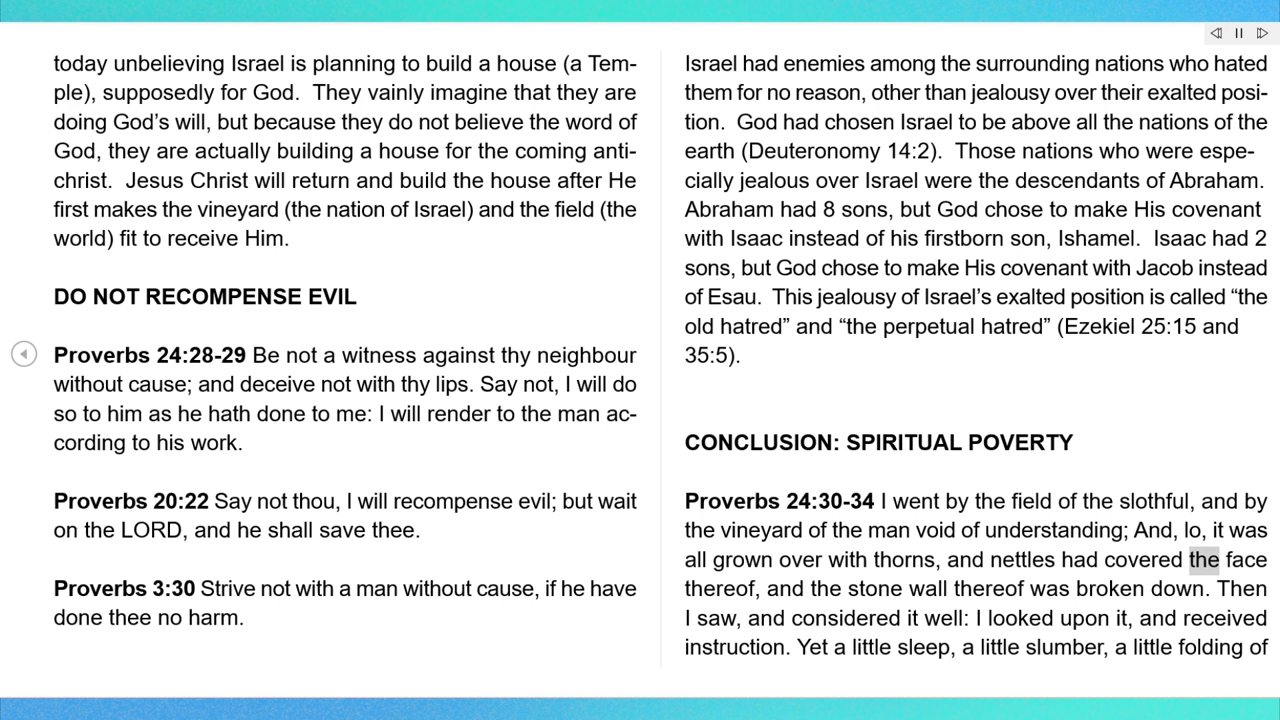 today unbelieving Israel is planning to build a house (a Tem-
ple), supposedly for God.  They vainly imagine that they are
doing God’s will, but because they do not believe the word of
God, they are actually building a house for the coming anti-
christ.  Jesus Christ will return and build the house after He
first makes the vineyard (the nation of Israel) and the field (the
world) fit to receive Him.
DO NOT RECOMPENSE EVIL
Proverbs 24:28-29 Be not a witness against thy neighbour
without cause; and deceive not with thy lips. Say not, I will do
so to him as he hath done to me: I will render to the man ac-
cording to his work.
Proverbs 20:22 Say not thou, I will recompense evil; but wait
on the LORD, and he shall save thee.
Proverbs 3:30 Strive not with a man without cause, if he have
done thee no harm.
Israel had enemies among the surrounding nations who hated
them for no reason, other than jealousy over their exalted posi-
tion.  God had chosen Israel to be above all the nations of the
earth (Deuteronomy 14:2).  Those nations who were espe-
cially jealous over Israel were the descendants of Abraham.
Abraham had 8 sons, but God chose to make His covenant
with Isaac instead of his firstborn son, Ishamel.  Isaac had 2
sons, but God chose to make His covenant with Jacob instead
of Esau.  This jealousy of Israel’s exalted position is called “the
old hatred” and “the perpetual hatred” (Ezekiel 25:15 and
35:5).
CONCLUSION: SPIRITUAL POVERTY
Proverbs 24:30-34 I went by the field of the slothful, and by
the vineyard of the man void of understanding; And, lo, it was
all grown over with thorns, and nettles had covered the face
thereof, and the stone wall thereof was broken down. Then
I saw, and considered it well: I looked upon it, and received
instruction. Yet a little sleep, a little slumber, a little folding of